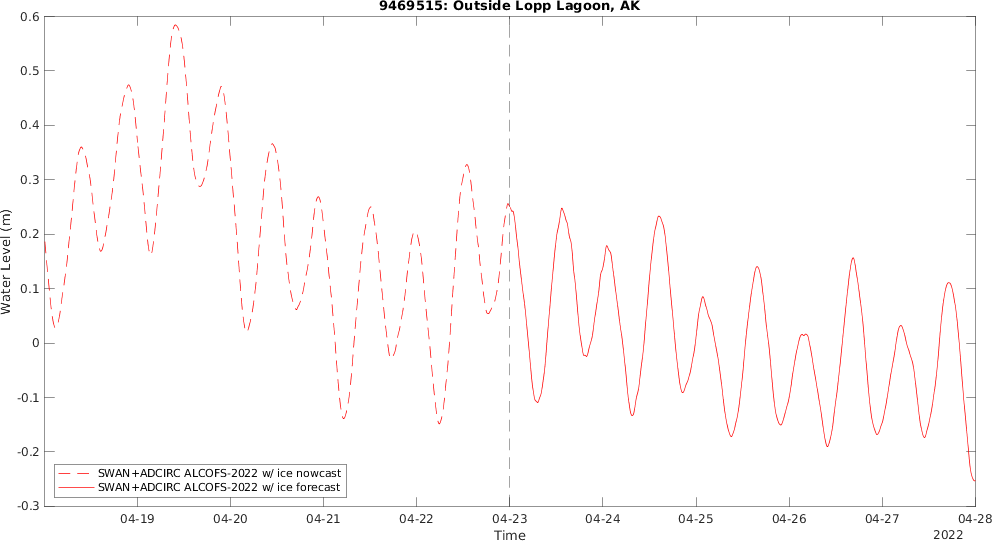 9469515: Outside Lopp Lagoon, AK
0.6
0.5
0.4
0.3
0.2
0.1
0
-0.1
-0.2
-0.3
Water Level (m)
SWAN+ADCIRC ALCOFS-2022 w/ ice nowcast
SWAN+ADCIRC ALCOFS-2022 w/ ice forecast
04-19 04-20 04-21 04-22 04-23 04-24 04-25 04-26 04-27 04-28
Time
2022